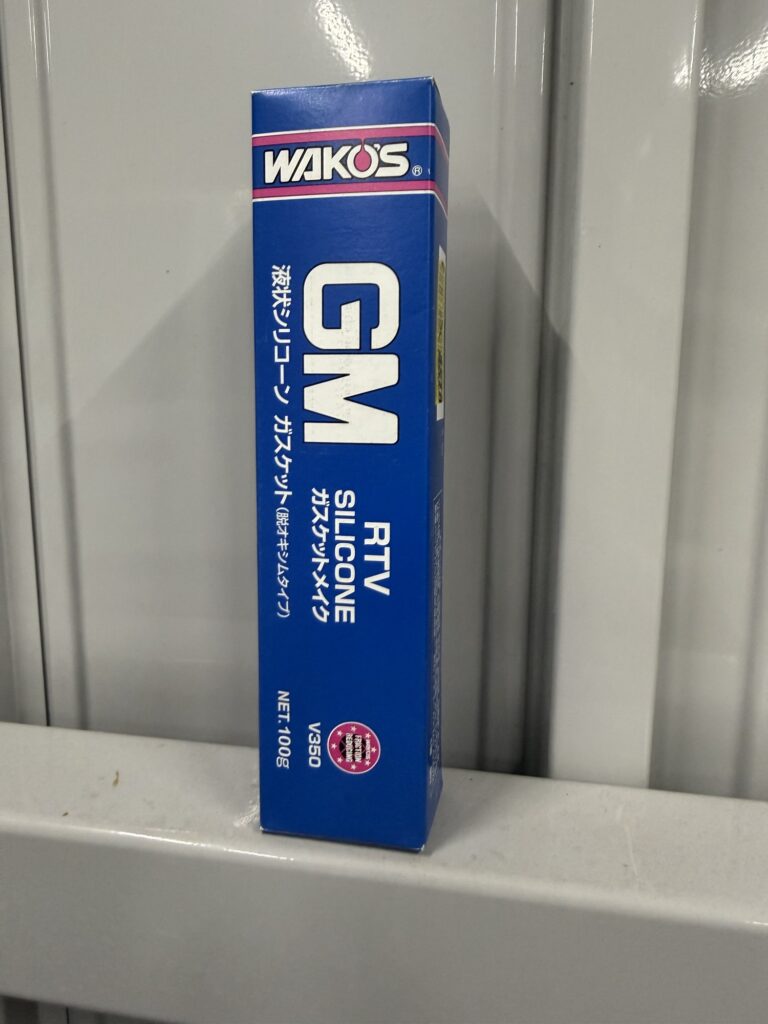 WAKO'S®
GM
RTV
SILICONE
ガスケットメイク
液状シリコーン ガスケット(脱オキシムタイプ)
V350
NET.100g
FRICTION